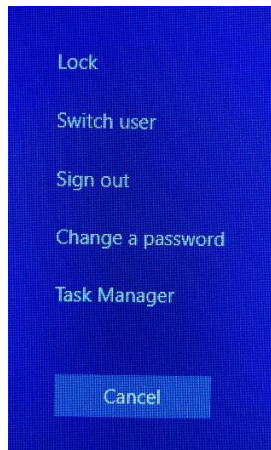 Lock
Switch user
Sign out
Change a password
Task Manager
Cancel